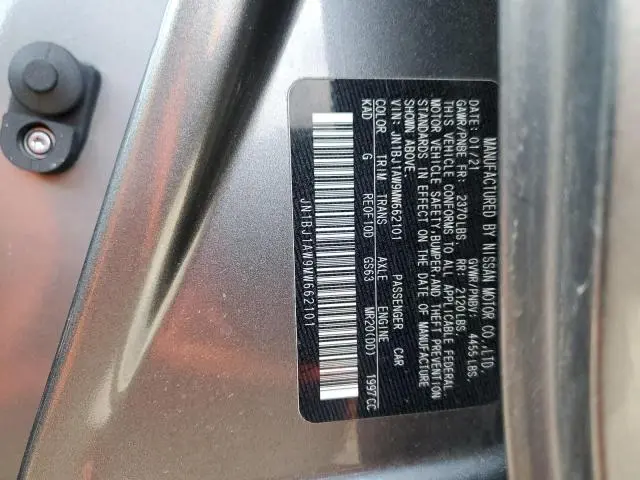 MANUFACTURED BY NISSAN MOTOR CO., LTD.
DATE: 01/21 GVWR/PNBV: 4455 LBS,
GAWR/PNBE FR: 2370 LBS, RR: 2120 LBS,
THIS VEHICLE CONFORMS TO ALL APPLICABLE FEDERAL
MOTOR VEHICLE SAFETY, BUMPER, AND THEFT PREVENTION
STANDARDS IN EFFECT ON THE DATE OF MANUFACTURE
SHOWN ABOVE.
VIN: JN1BJ1AW9MW662101 PASSENGER CAR
COLOR TRIM TRANS AXLE ENGINE
KAD G RE0F10D GS63 MR20(DD) 1997CC
JN1BJ1AW9MW662101